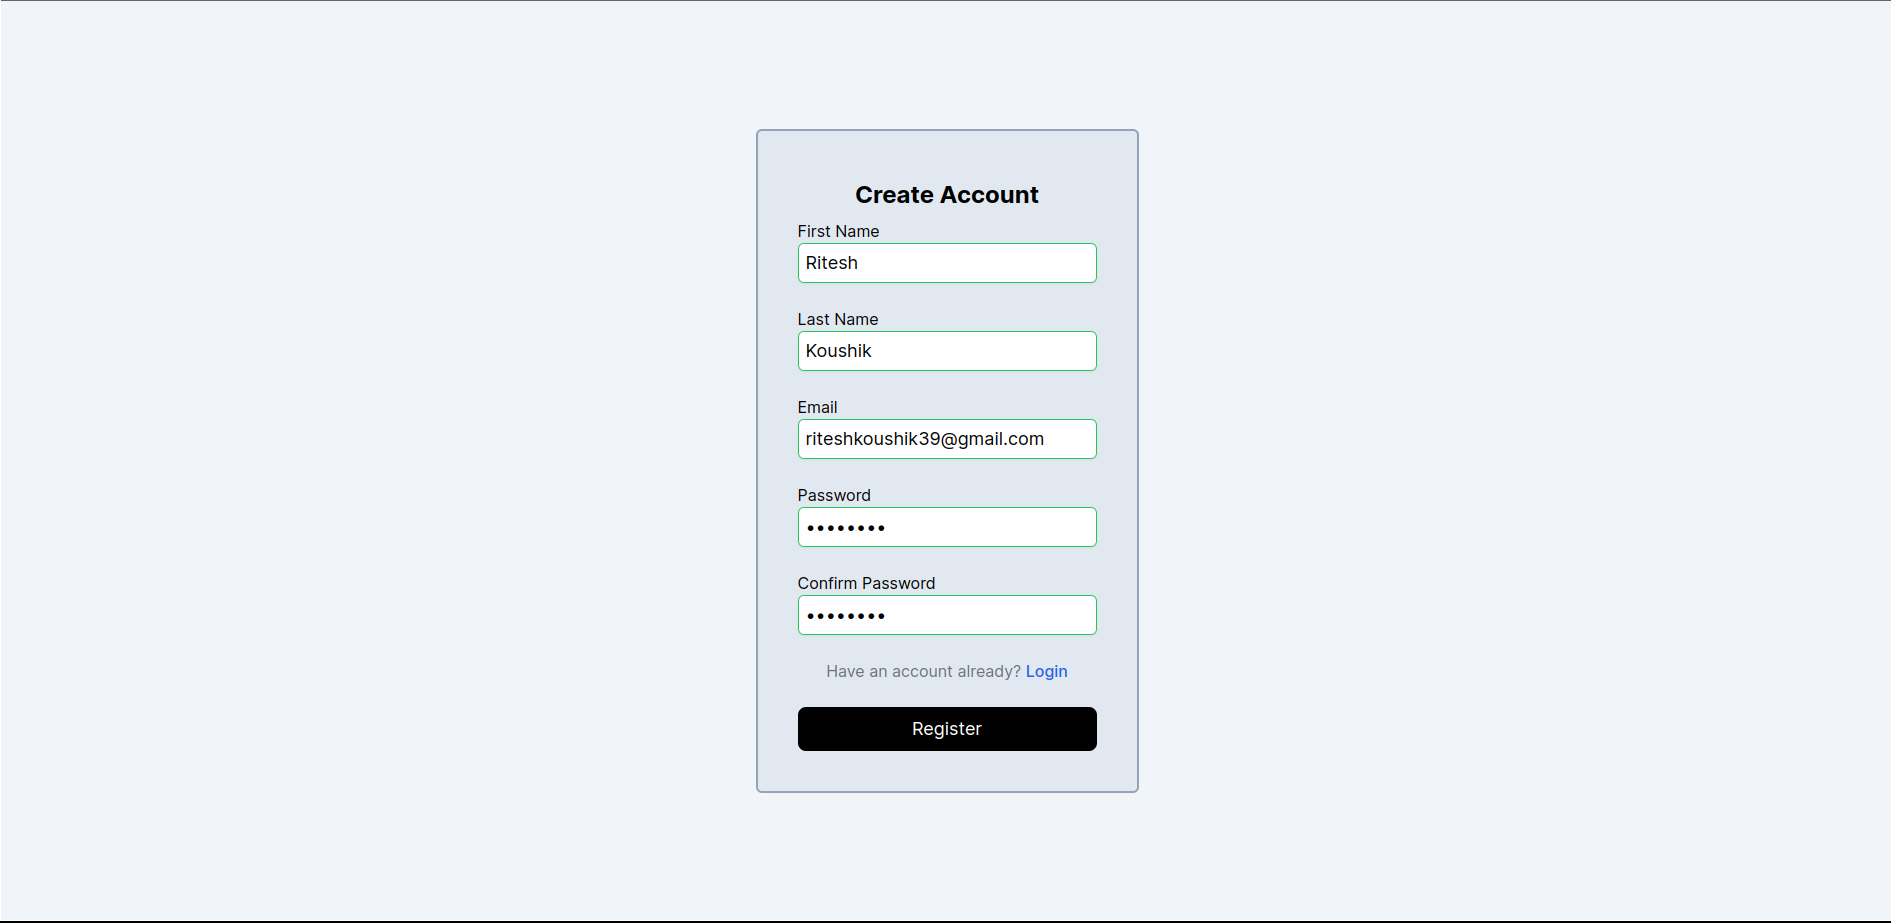 Create Account
First Name
Ritesh
Last Name
Koushik
Email
riteshkoushik39@gmail.com
Password
••••••••
Confirm Password
••••••••
Have an account already? Login
Register